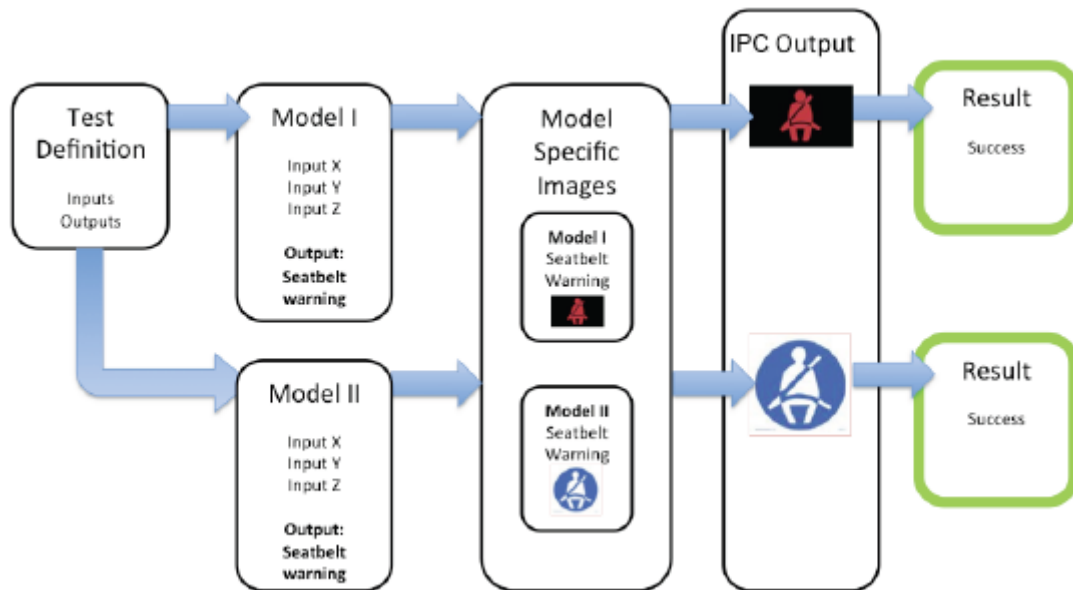 Test
Definition
Inputs
Outputs
Model I
Input X
Input Y
Input Z
Output:
Seatbelt
warning
Model II
Input X
Input Y
Input Z
Output:
Seatbelt
warning
Model
Specific
Images
Model I
Seatbelt
Warning
Model II
Seatbelt
Warning
IPC Output
Result
Success
Result
Success